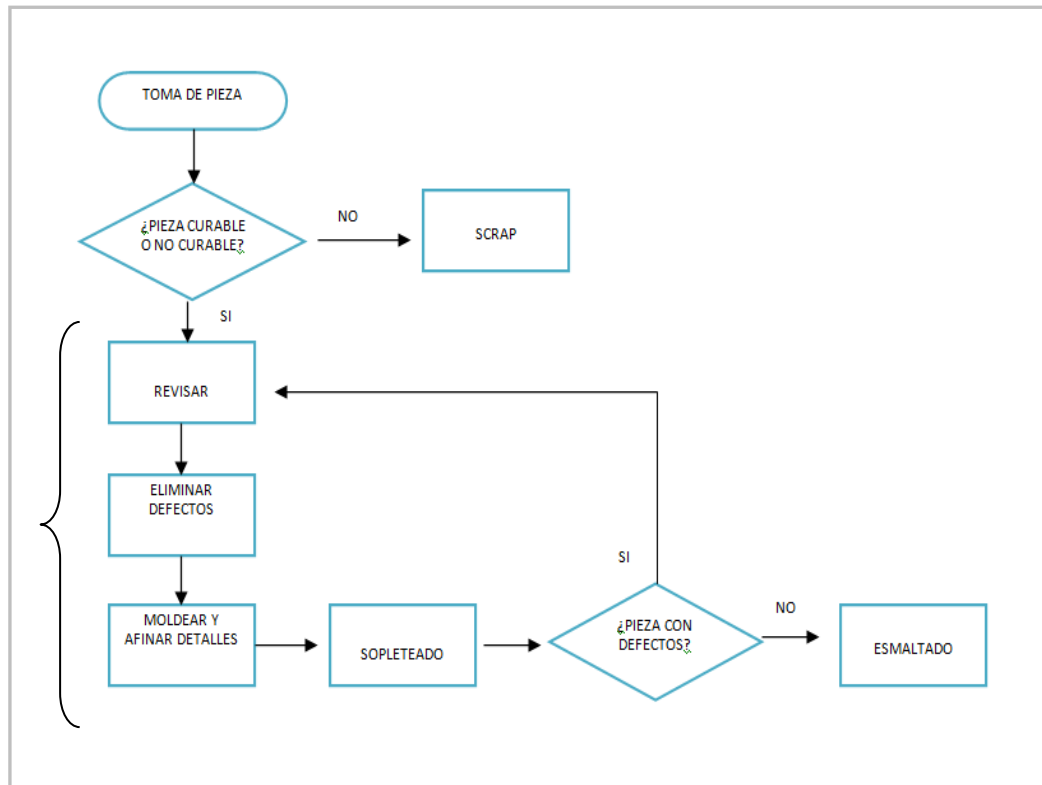 TOMA DE PIEZA
¿PIEZA CURABLE
O NO CURABLE?
NO
SCRAP
SI
REVISAR
ELIMINAR
DEFECTOS
MOLDEAR Y
AFINAR DETALLES
SOPLETEADO
¿PIEZA CON
DEFECTOS?
SI
NO
ESMALTADO